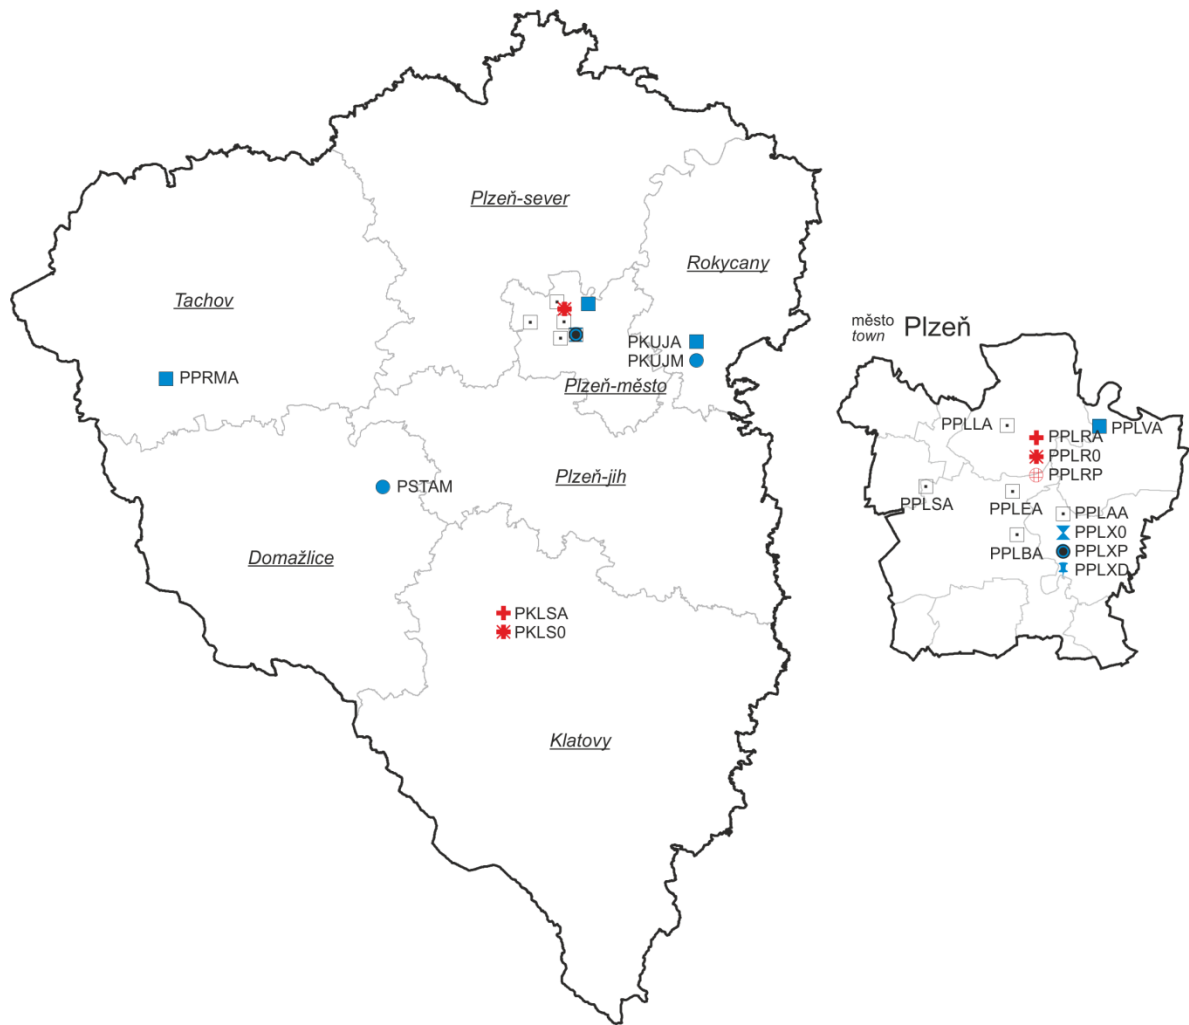 Plzeň-sever
Rokycany
Tachov
město
town
Plzeň
PKUJA
PKUJM
PPRMA
Plzeň-město
PPLLA
PPLVA
PPLRA
PPLR0
PPLRP
Plzeň-jih
PSTAM
PPLSA
PPLEA
PPLAA
PPLX0
PPLBA
PPLXP
PPLXD
Domažlice
PKLSA
PKLS0
Klatovy